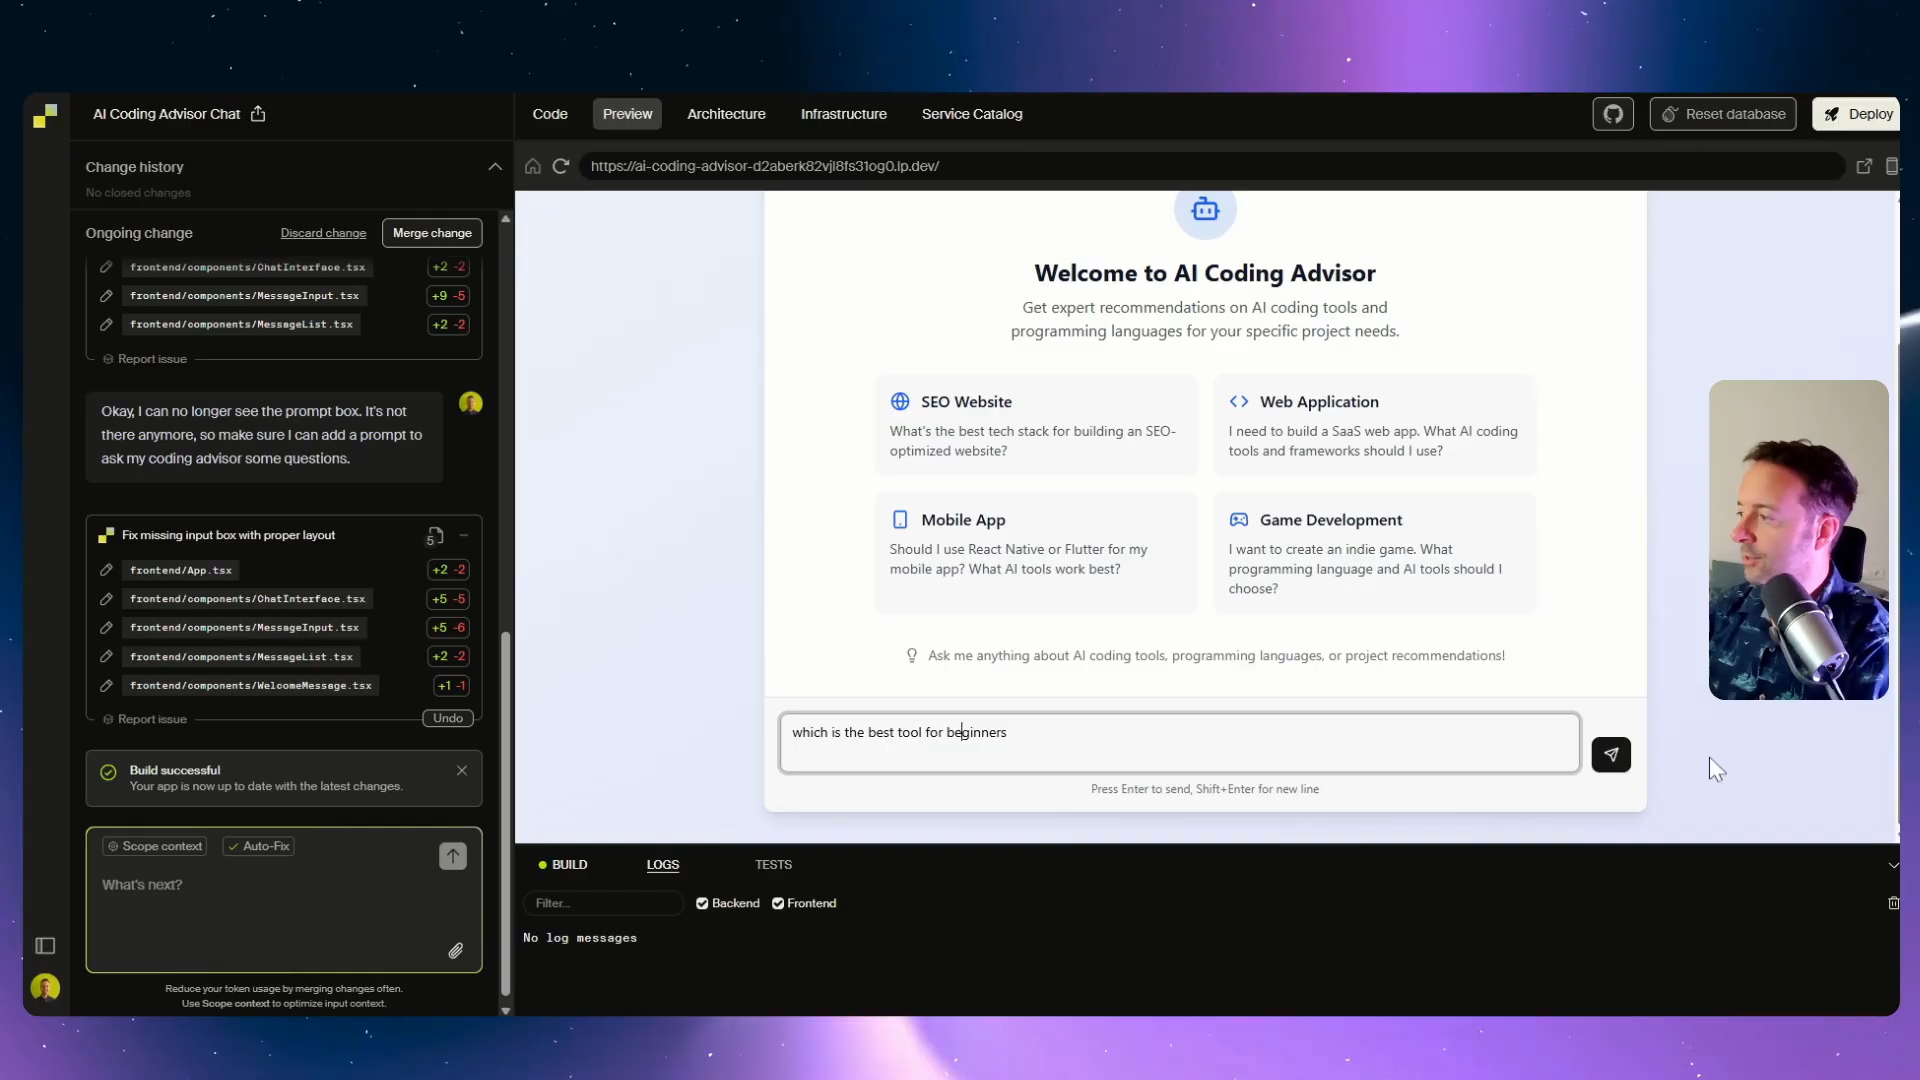 AI Coding Advisor Chat
Code
Preview
Architecture
Infrastructure
Service Catalog
Reset database
Deploy
Change history
No closed changes
https://ai-coding-advisor-d2aberk82vjl8fs31og0.lp.dev/
Ongoing change
Discard change
Merge change
frontend/components/ChatInterface.tsx +2 -2
frontend/components/MessageInput.tsx +9 -5
frontend/components/MessageList.tsx +2 -2
Report issue
Okay, I can no longer see the prompt box. It's not
there anymore, so make sure I can add a prompt to
ask my coding advisor some questions.
Fix missing input box with proper layout 5
frontend/App.tsx +2 -2
frontend/components/ChatInterface.tsx +5 -5
frontend/components/MessageInput.tsx +5 -6
frontend/components/MessageList.tsx +2 -2
frontend/components/WelcomeMessage.tsx +1 -1
Report issue
Undo
Build successful
Your app is now up to date with the latest changes.
Scope context
Auto-Fix
What's next?
Reduce your token usage by merging changes often.
Use Scope context to optimize input context.
Welcome to AI Coding Advisor
Get expert recommendations on AI coding tools and
programming languages for your specific project needs.
SEO Website
What's the best tech stack for building an SEO-
optimized website?
Web Application
I need to build a SaaS web app. What AI coding
tools and frameworks should I use?
Mobile App
Should I use React Native or Flutter for my
mobile app? What AI tools work best?
Game Development
I want to create an indie game. What
programming language and AI tools should I
choose?
Ask me anything about AI coding tools, programming languages, or project recommendations!
which is the best tool for beginners
Press Enter to send, Shift+Enter for new line
BUILD
LOGS
TESTS
Filter...
Backend
Frontend
No log messages